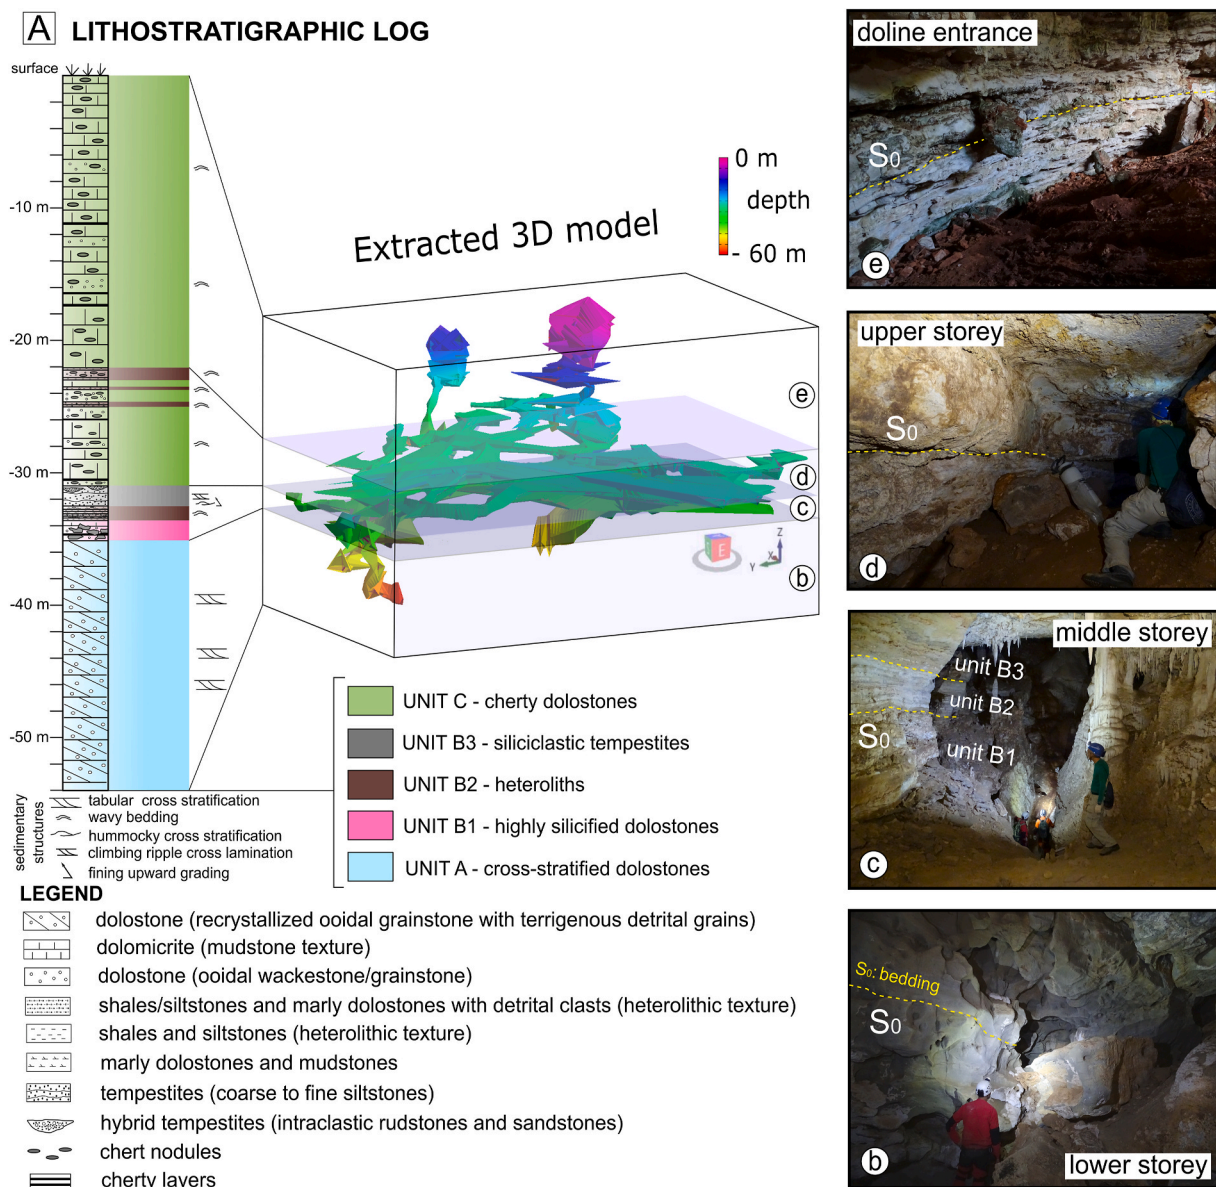 A LITHOSTRATIGRAPHIC LOG
surface
-10 m
-20 m
-30 m
-40 m
-50 m
Extracted 3D model
0 m
depth
- 60 m
e
d
c
b
Z
X
Y
E
UNIT C - cherty dolostones
UNIT B3 - siliciclastic tempestites
UNIT B2 - heteroliths
UNIT B1 - highly silicified dolostones
UNIT A - cross-stratified dolostones
sedimentary
structures
tabular cross stratification
wavy bedding
hummocky cross stratification
climbing ripple cross lamination
fining upward grading
LEGEND
dolostone (recrystallized ooidal grainstone with terrigenous detrital grains)
dolomicrite (mudstone texture)
dolostone (ooidal wackestone/grainstone)
shales/siltstones and marly dolostones with detrital clasts (heterolithic texture)
shales and siltstones (heterolithic texture)
marly dolostones and mudstones
tempestites (coarse to fine siltstones)
hybrid tempestites (intraclastic rudstones and sandstones)
chert nodules
cherty layers
doline entrance
S0
e
upper storey
S0
d
middle storey
unit B3
unit B2
S0
unit B1
c
S0: bedding
S0
b
lower storey